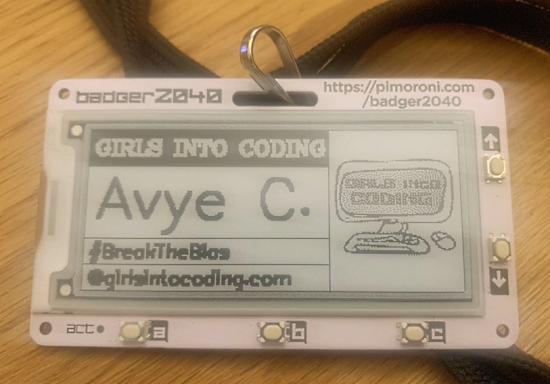 badger2040
https://pimoroni.com
/badger2040
GIRLS INTO CODING
Avye C.
#BreakTheBias
@girlsintocoding.com
GIRLS INTO
CODING
act
a
b
c